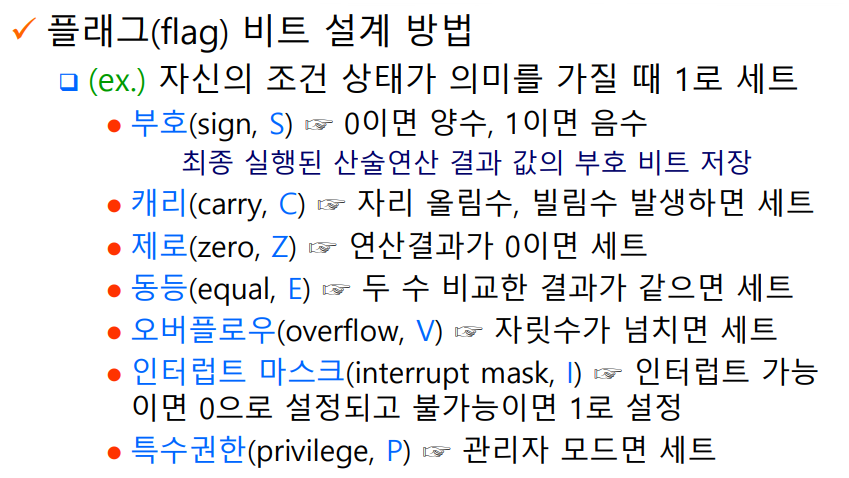 ✓ 플래그(flag) 비트 설계 방법
❑ (ex.) 자신의 조건 상태가 의미를 가질 때 1로 세트
● 부호(sign, S) ☞ 0이면 양수, 1이면 음수
최종 실행된 산술연산 결과 값의 부호 비트 저장
● 캐리(carry, C) ☞ 자리 올림수, 빌림수 발생하면 세트
● 제로(zero, Z) ☞ 연산결과가 0이면 세트
● 동등(equal, E) ☞ 두 수 비교한 결과가 같으면 세트
● 오버플로우(overflow, V) ☞ 자릿수가 넘치면 세트
● 인터럽트 마스크(interrupt mask, I) ☞ 인터럽트 가능
이면 0으로 설정되고 불가능이면 1로 설정
● 특수권한(privilege, P) ☞ 관리자 모드면 세트